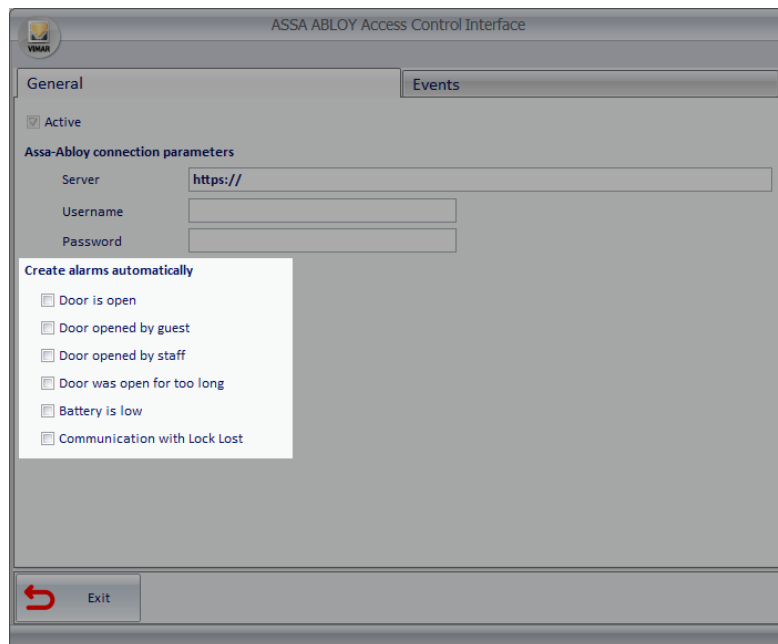 ASSA ABLOY Access Control Interface
VIMAR
General
Events
Active
Assa-Abloy connection parameters
Server
https://
Username
Password
Create alarms automatically
Door is open
Door opened by guest
Door opened by staff
Door was open for too long
Battery is low
Communication with Lock Lost
Exit